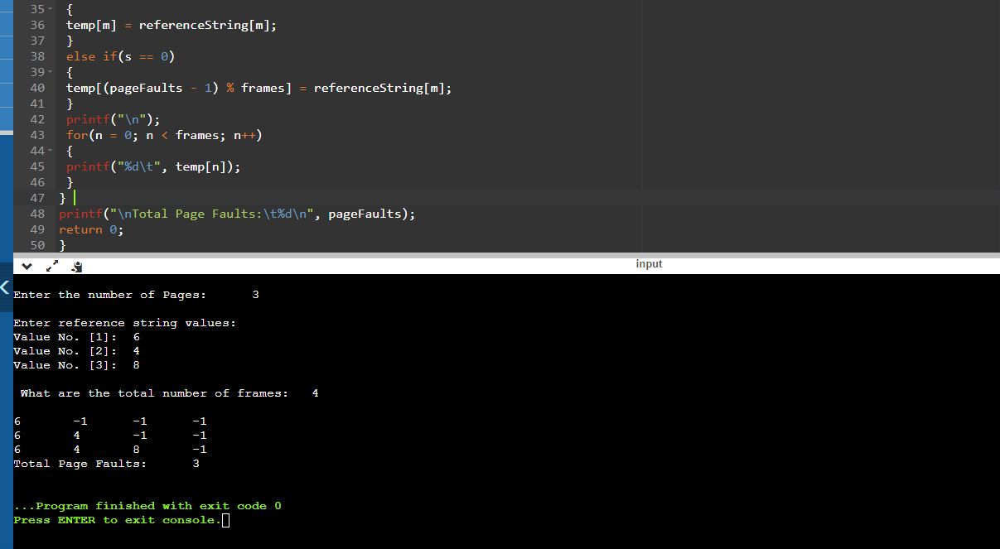 35 {
36 temp[m] = referenceString[m];
37 }
38 else if(s == 0)
39 {
40 temp[(pageFaults - 1) % frames] = referenceString[m];
41 }
42 printf("\n");
43 for(n = 0; n < frames; n++)
44 {
45 printf("%d\t", temp[n]);
46 }
47 }
48 printf("\nTotal Page Faults:\t%d\n", pageFaults);
49 return 0;
50 }
input
Enter the number of Pages: 3
Enter reference string values:
Value No. [1]: 6
Value No. [2]: 4
Value No. [3]: 8
What are the total number of frames: 4
6 -1 -1 -1
6 4 -1 -1
6 4 8 -1
Total Page Faults: 3
...Program finished with exit code 0
Press ENTER to exit console.